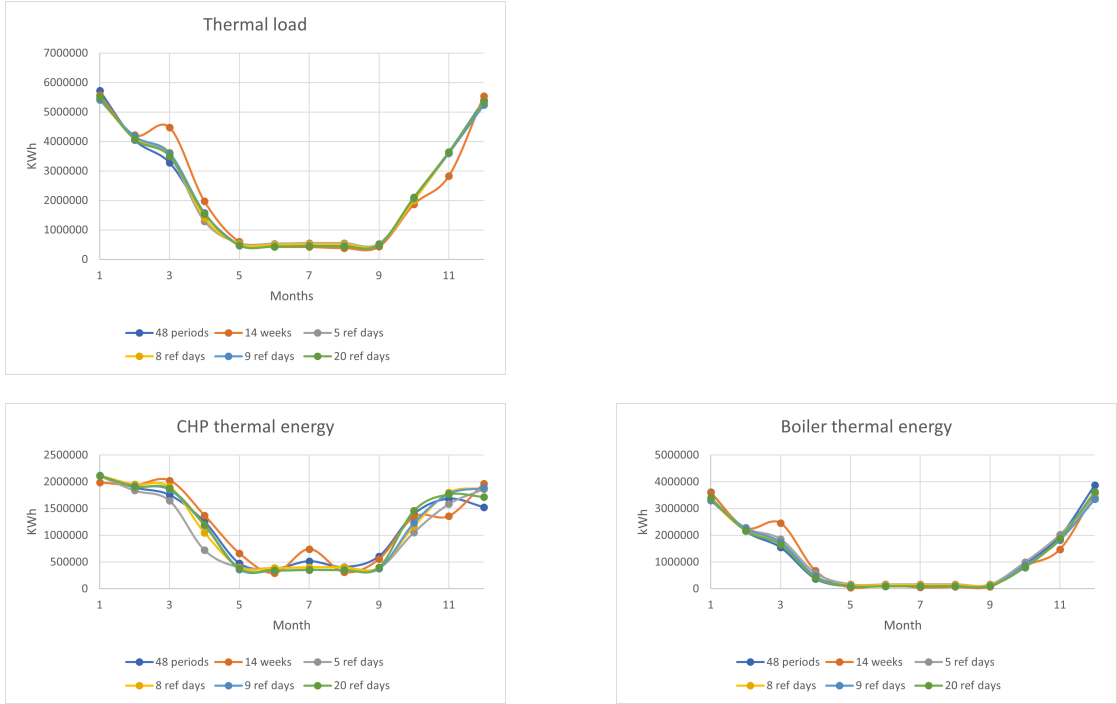 Thermal load
7000000
6000000
5000000
4000000
3000000
2000000
1000000
0
KWh
1 3 5 7 9 11
Months
48 periods 14 weeks 5 ref days
8 ref days 9 ref days 20 ref days
CHP thermal energy
2500000
2000000
1500000
1000000
500000
0
KWh
1 3 5 7 9 11
Month
48 periods 14 weeks 5 ref days
8 ref days 9 ref days 20 ref days
Boiler thermal energy
5000000
4000000
3000000
2000000
1000000
0
kWh
1 3 5 7 9 11
Month
48 periods 14 weeks 5 ref days
8 ref days 9 ref days 20 ref days